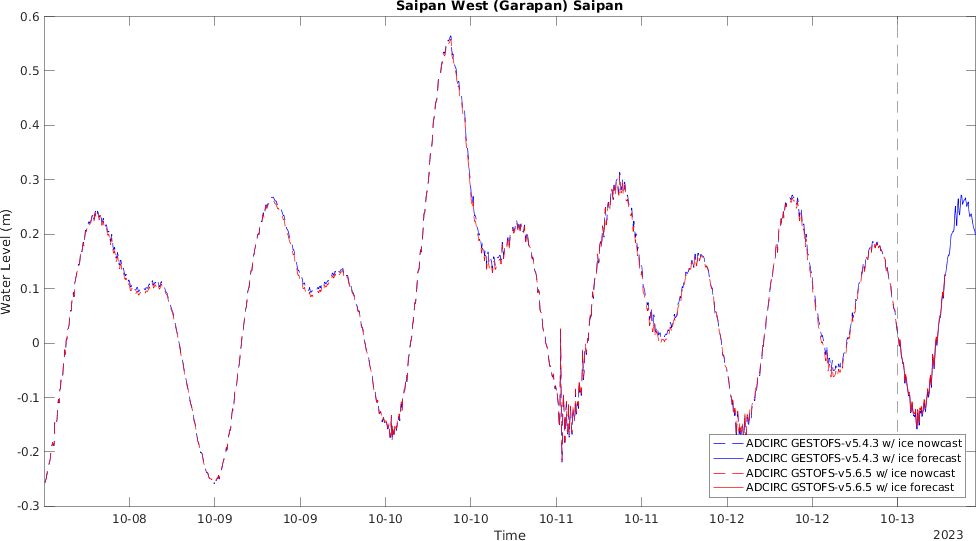 Saipan West (Garapan) Saipan
0.6
0.5
0.4
0.3
0.2
0.1
0
-0.1
-0.2
-0.3
Water Level (m)
ADCIRC GESTOFS-v5.4.3 w/ ice nowcast
ADCIRC GESTOFS-v5.4.3 w/ ice forecast
ADCIRC GSTOFS-v5.6.5 w/ ice nowcast
ADCIRC GSTOFS-v5.6.5 w/ ice forecast
10-08 10-09 10-09 10-10 10-10 10-11 10-11 10-12 10-12 10-13
Time
2023